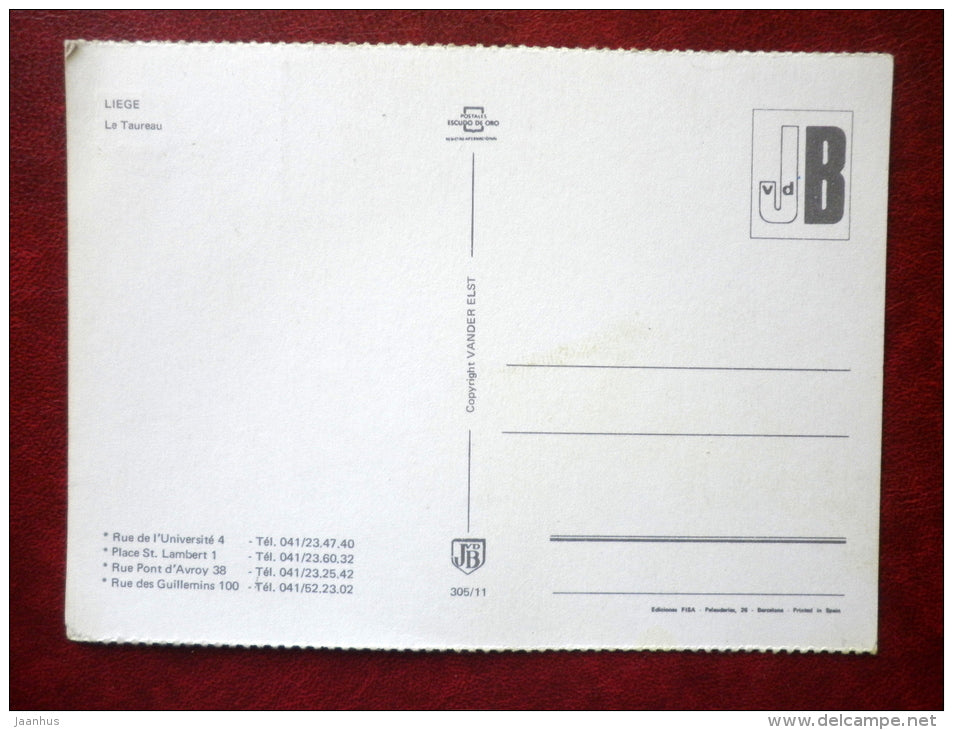 LIEGE
Le Taureau
POSTALES
ESCUDO DE ORO
REGISTRO INTERNACIONAL
v d
JB
Copyright VANDER ELST
* Rue de l'Université 4 - Tél. 041/23.47.40
* Place St. Lambert 1 - Tél. 041/23.60.32
* Rue Pont d'Avroy 38 - Tél. 041/23.25.42
* Rue des Guillemins 100 - Tél. 041/52.23.02
VD
JB
305/11
Ediciones FISA - Palaudarias, 26 - Barcelona - Printed in Spain
jaanhus
www.delcampe.net